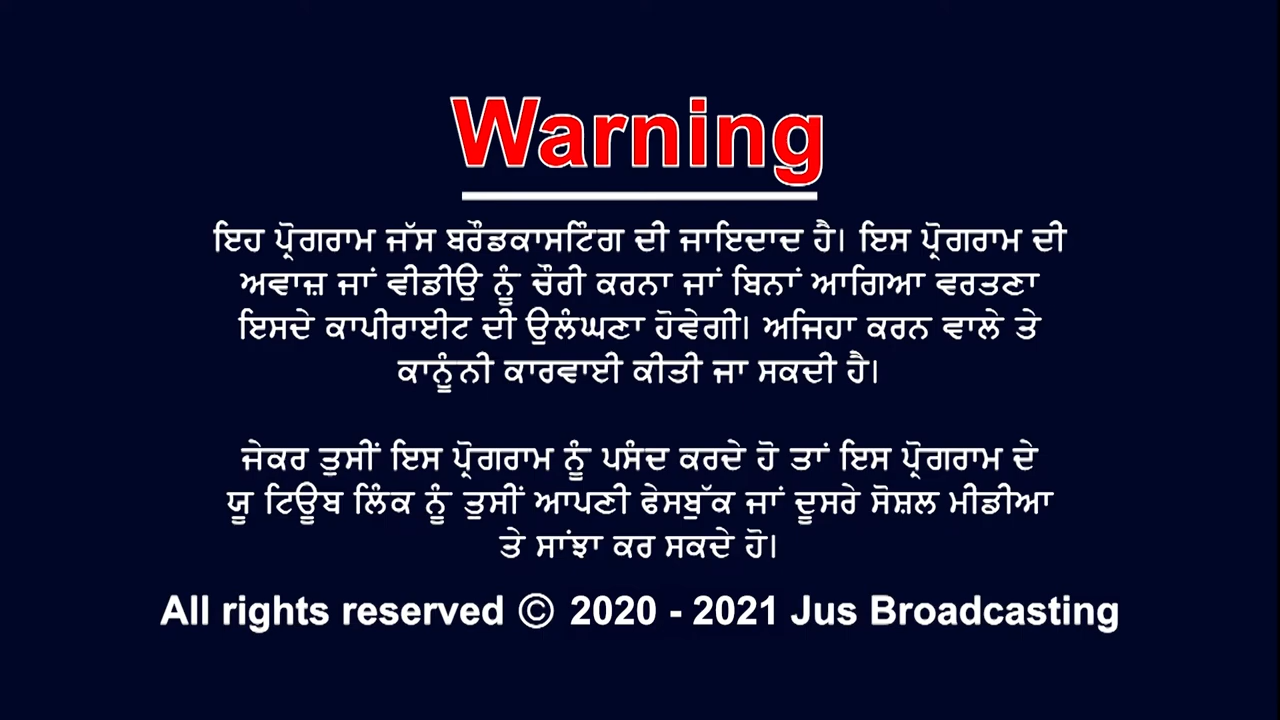 Warning
ਇਹ ਪ੍ਰੋਗਰਾਮ ਜੱਸ ਬਰੌਡਕਾਸਟਿੰਗ ਦੀ ਜਾਇਦਾਦ ਹੈ। ਇਸ ਪ੍ਰੋਗਰਾਮ ਦੀ
ਅਵਾਜ਼ ਜਾਂ ਵੀਡੀਉ ਨੂੰ ਚੌਰੀ ਕਰਨਾ ਜਾਂ ਬਿਨਾਂ ਆਗਿਆ ਵਰਤਣਾ
ਇਸਦੇ ਕਾਪੀਰਾਈਟ ਦੀ ਉਲੰਘਣਾ ਹੋਵੇਗੀ। ਅਜਿਹਾ ਕਰਨ ਵਾਲੇ ਤੇ
ਕਾਨੂੰਨੀ ਕਾਰਵਾਈ ਕੀਤੀ ਜਾ ਸਕਦੀ ਹੈ।
ਜੇਕਰ ਤੁਸੀਂ ਇਸ ਪ੍ਰੋਗਰਾਮ ਨੂੰ ਪਸੰਦ ਕਰਦੇ ਹੋ ਤਾਂ ਇਸ ਪ੍ਰੋਗਰਾਮ ਦੇ
ਯੂ ਟਿਊਬ ਲਿੰਕ ਨੂੰ ਤੁਸੀਂ ਆਪਣੀ ਫੇਸਬੁੱਕ ਜਾਂ ਦੂਸਰੇ ਸੋਸ਼ਲ ਮੀਡੀਆ
ਤੇ ਸਾਂਝਾ ਕਰ ਸਕਦੇ ਹੋ।
All rights reserved © 2020 - 2021 Jus Broadcasting